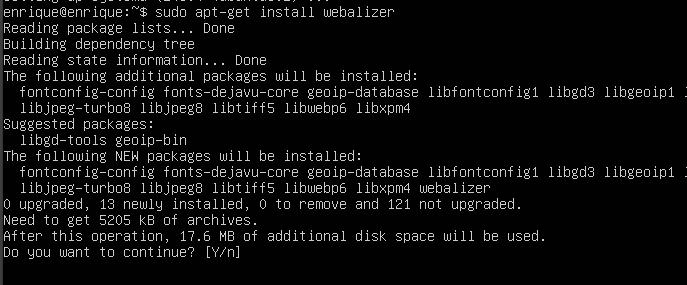 enrique@enrique:~$ sudo apt-get install webalizer
Reading package lists... Done
Building dependency tree
Reading state information... Done
The following additional packages will be installed:
  fontconfig-config fonts-dejavu-core geoip-database libfontconfig1 libgd3 libgeoip1
  libjpeg-turbo8 libjpeg8 libtiff5 libwebp6 libxpm4
Suggested packages:
  libgd-tools geoip-bin
The following NEW packages will be installed:
  fontconfig-config fonts-dejavu-core geoip-database libfontconfig1 libgd3 libgeoip1
  libjpeg-turbo8 libjpeg8 libtiff5 libwebp6 libxpm4 webalizer
0 upgraded, 13 newly installed, 0 to remove and 121 not upgraded.
Need to get 5205 kB of archives.
After this operation, 17.6 MB of additional disk space will be used.
Do you want to continue? [Y/n]